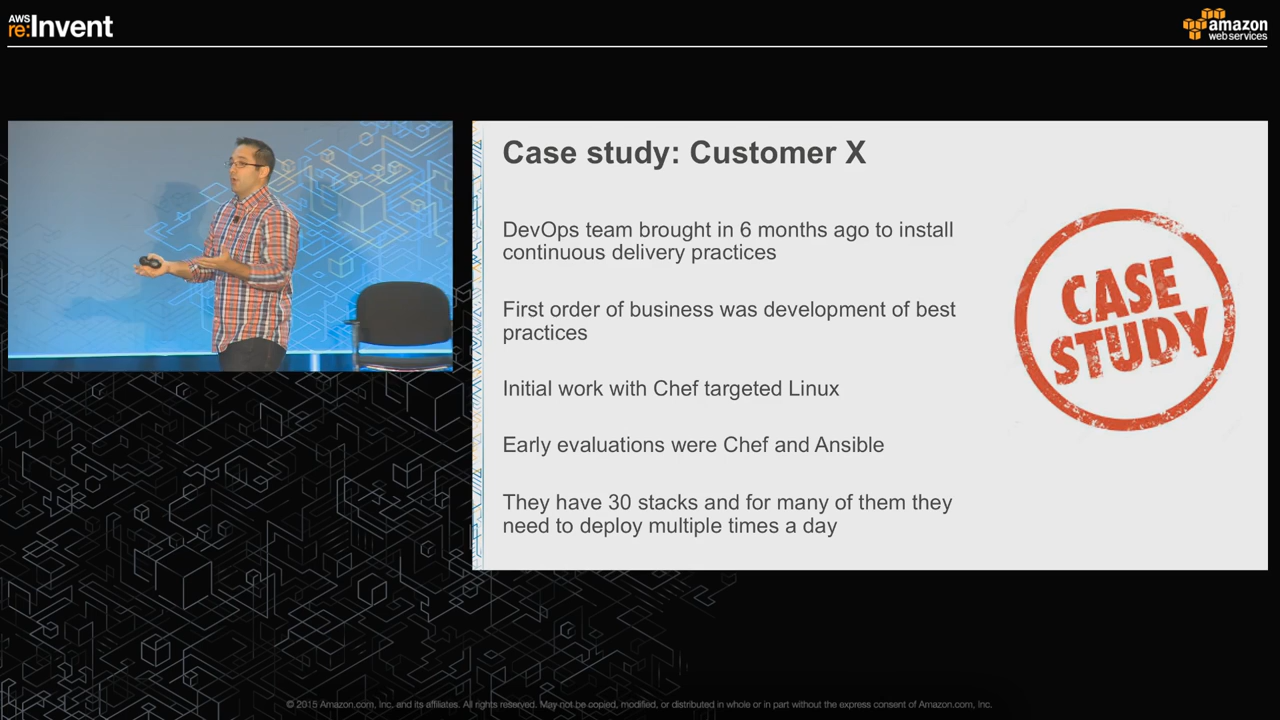 AWS
re:Invent
amazon
web services
Case study: Customer X
DevOps team brought in 6 months ago to install
continuous delivery practices
First order of business was development of best
practices
Initial work with Chef targeted Linux
Early evaluations were Chef and Ansible
They have 30 stacks and for many of them they
need to deploy multiple times a day
CASE
STUDY
© 2015 Amazon.com, Inc. and its affiliates. All rights reserved. May not be copied, modified, or distributed in whole or in part without the express consent of Amazon.com, Inc.